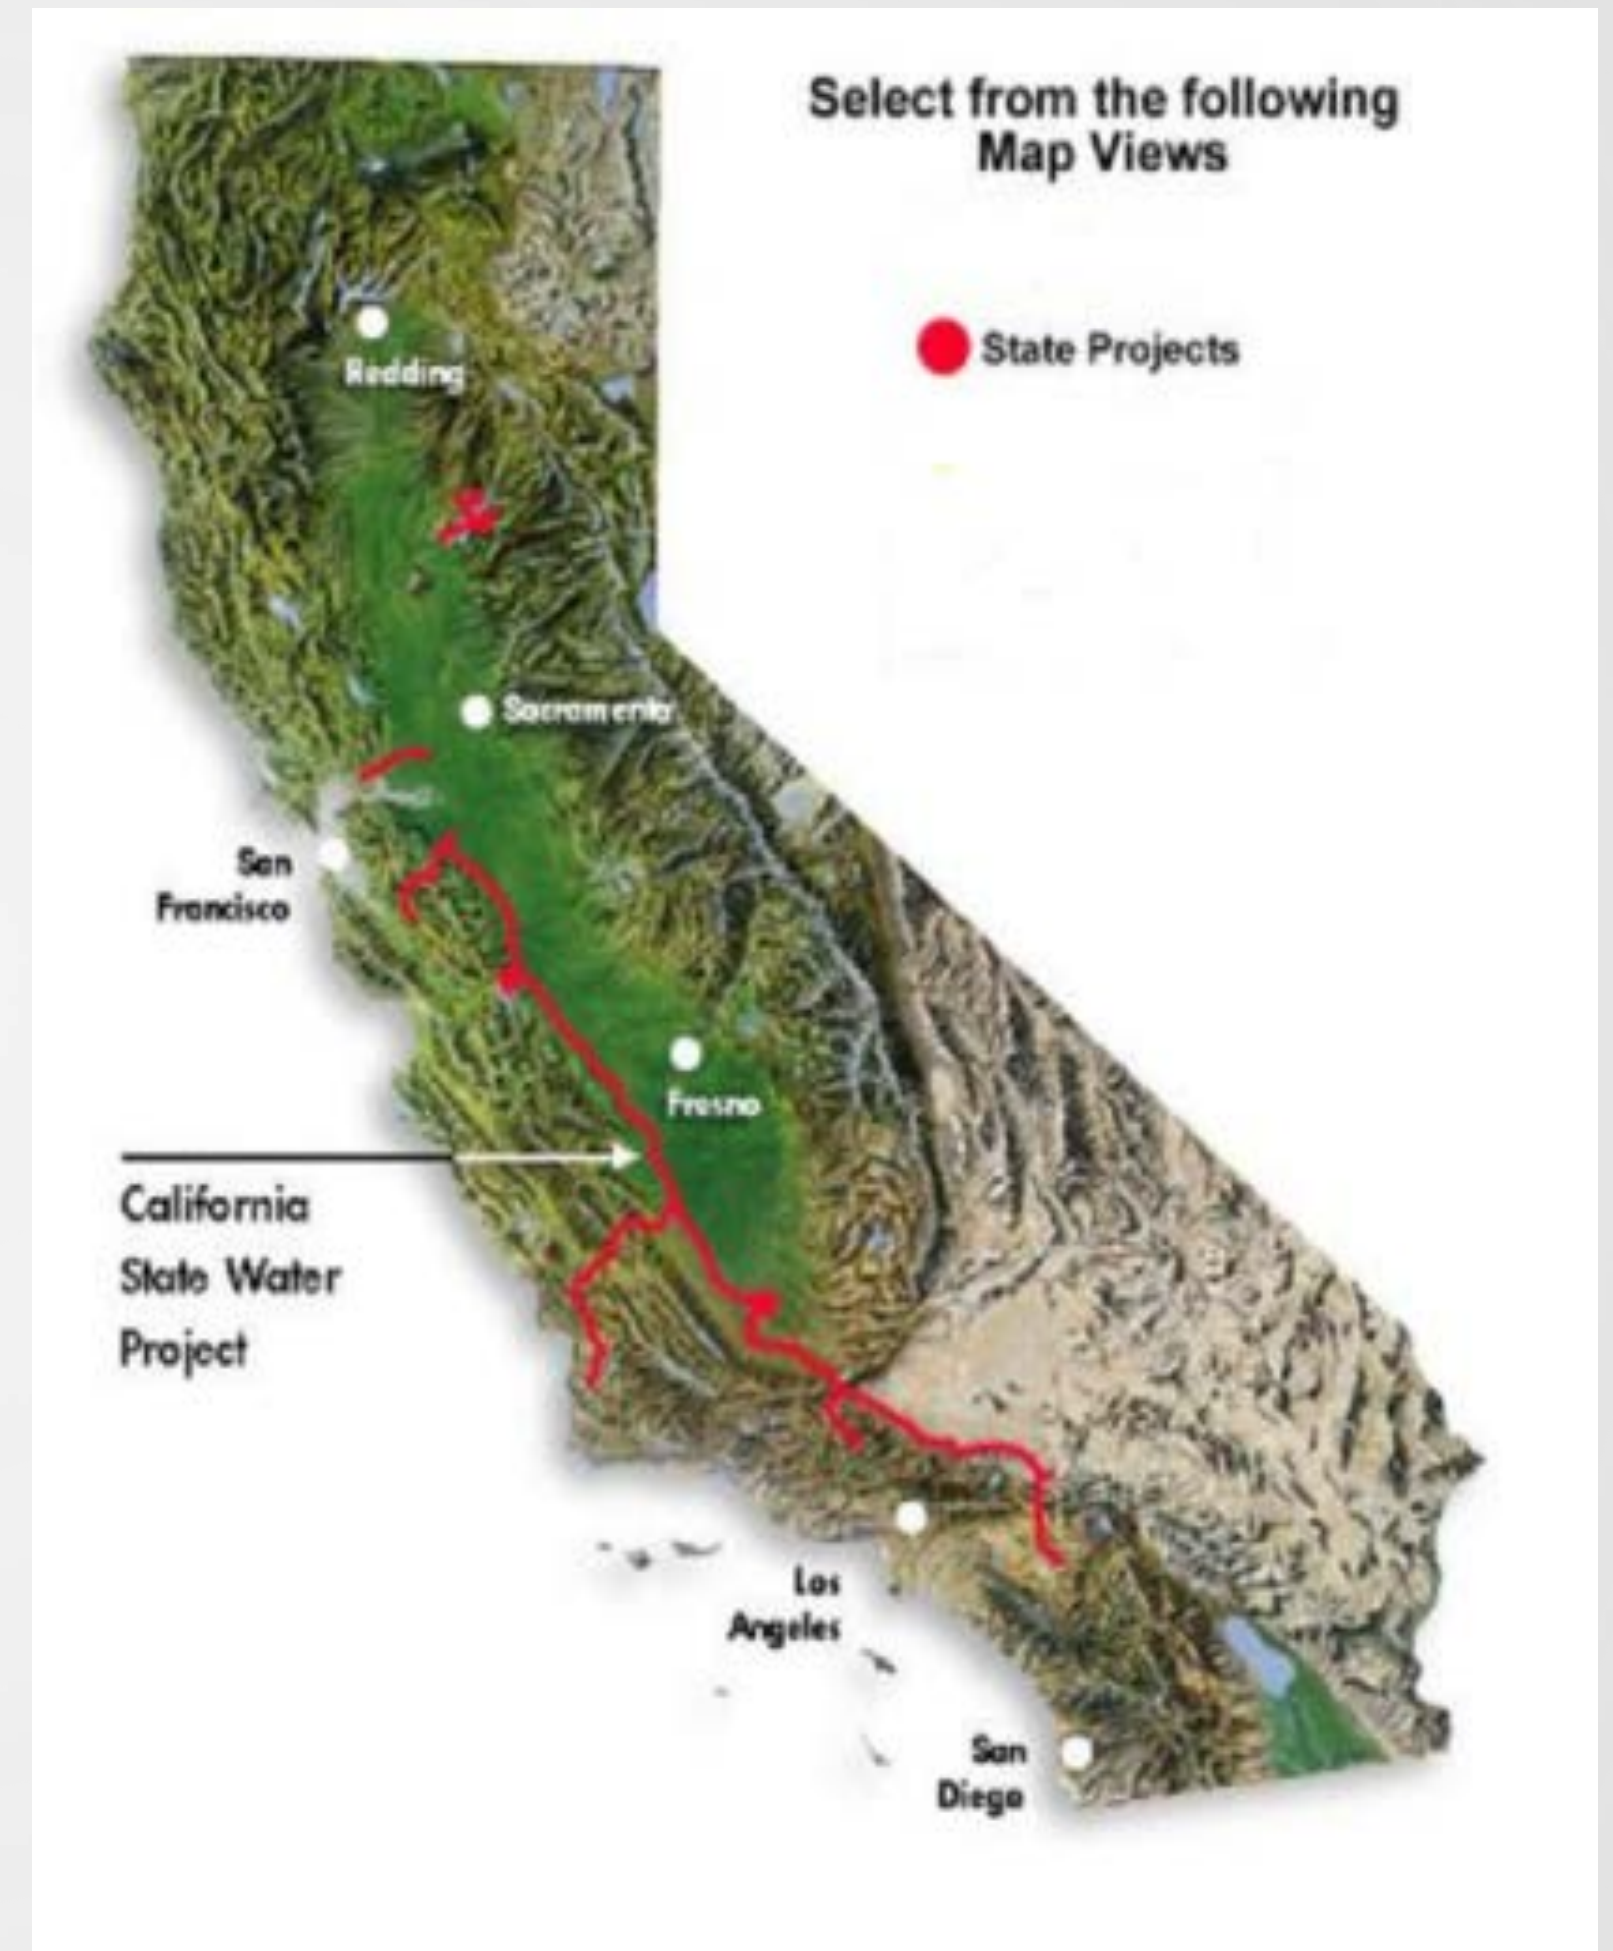 Select from the following
Map Views
State Projects
Redding
Sacramento
San
Francisco
Fresno
California
State Water
Project
Los
Angeles
San
Diego